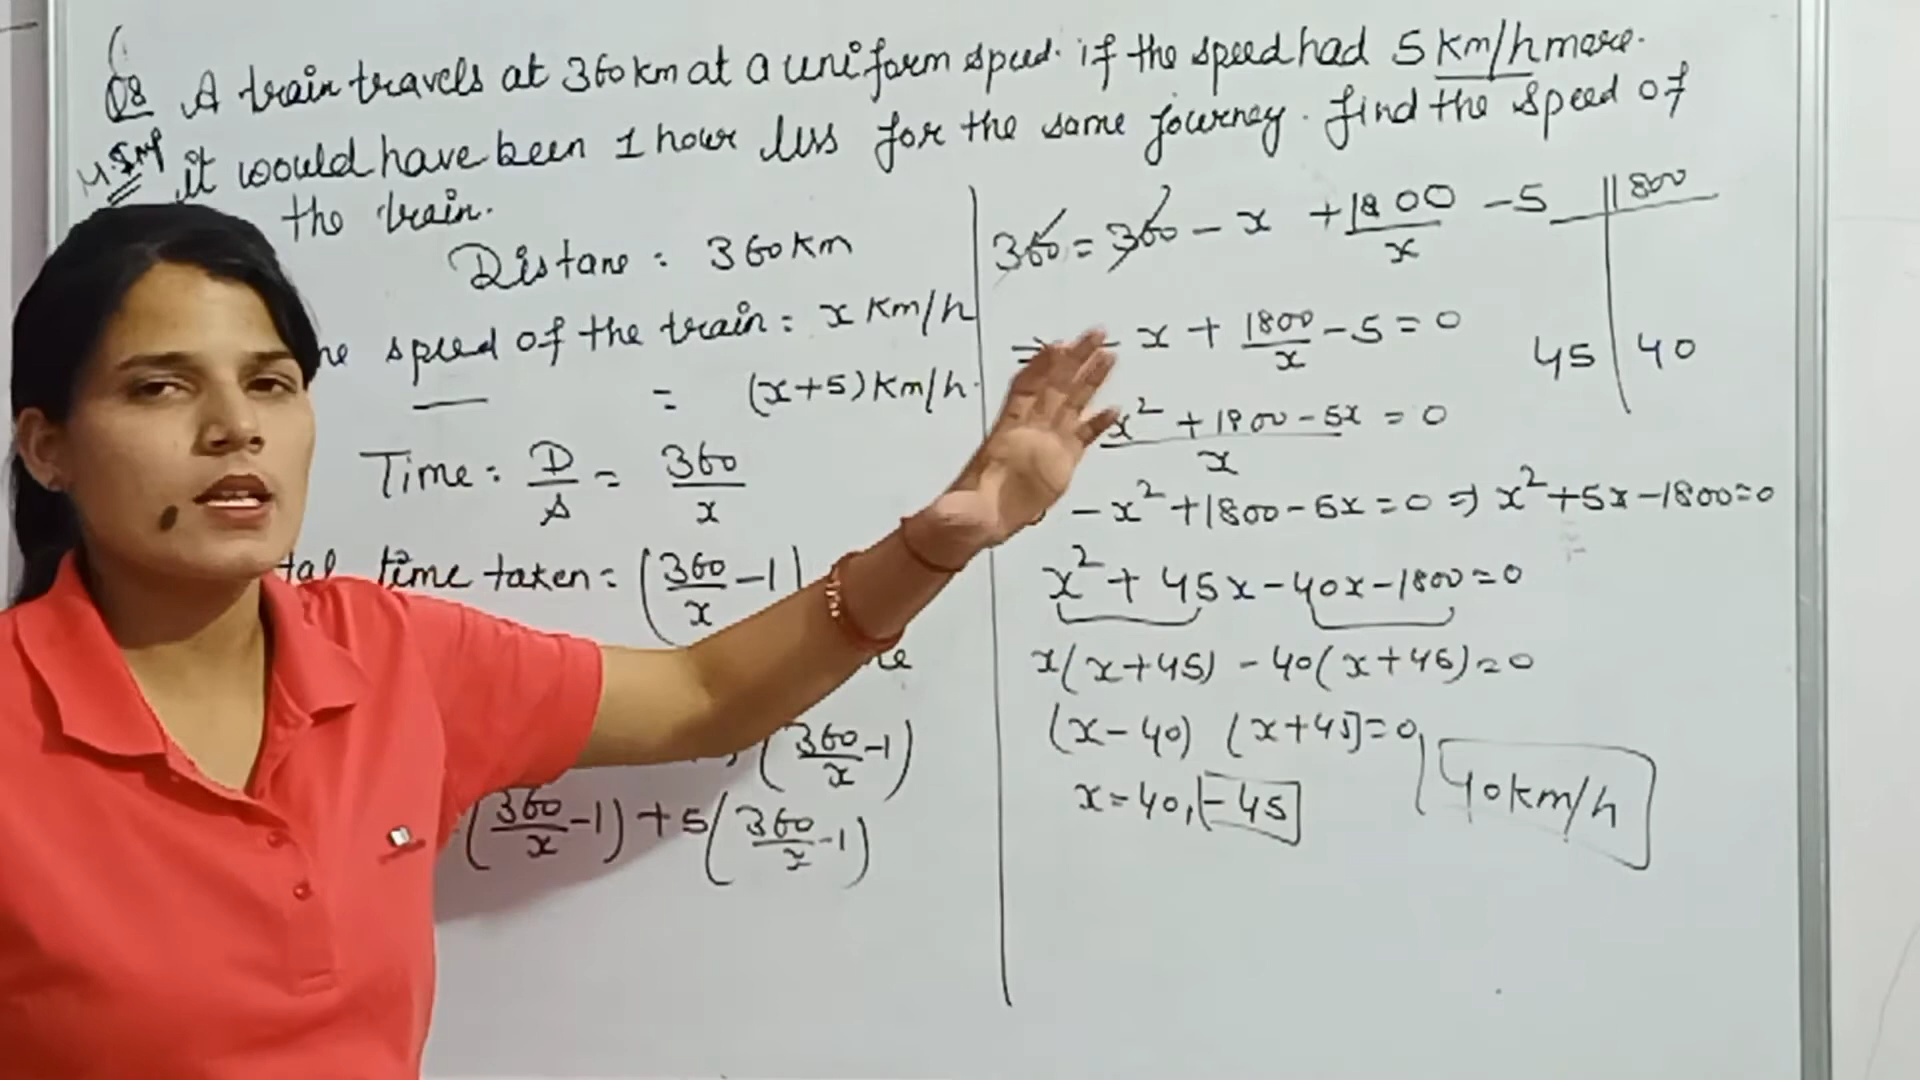 Q8 A train travels at 360 km at a uniform speed. if the speed had 5 km/h more.
M.Imp it would have been 1 hour less for the same journey. find the speed of
the train.
Distane = 360 km
speed of the train = x km/h
= (x+5) km/h.
Time = D/s = 360/x
time taken = (360/x - 1)
(360/x - 1)
(360/x - 1) + 5(360/x - 1)
360 = 360 - x + 1800/x - 5
1800
45 | 40
⇒ - x + 1800/x - 5 = 0
x² + 1800 - 5x / x = 0
- x² + 1800 - 5x = 0 ⇒ x² + 5x - 1800 = 0
x² + 45x - 40x - 1800 = 0
x(x+45) - 40(x+45) = 0
(x-40) (x+45) = 0
x = 40, -45
40 km/h